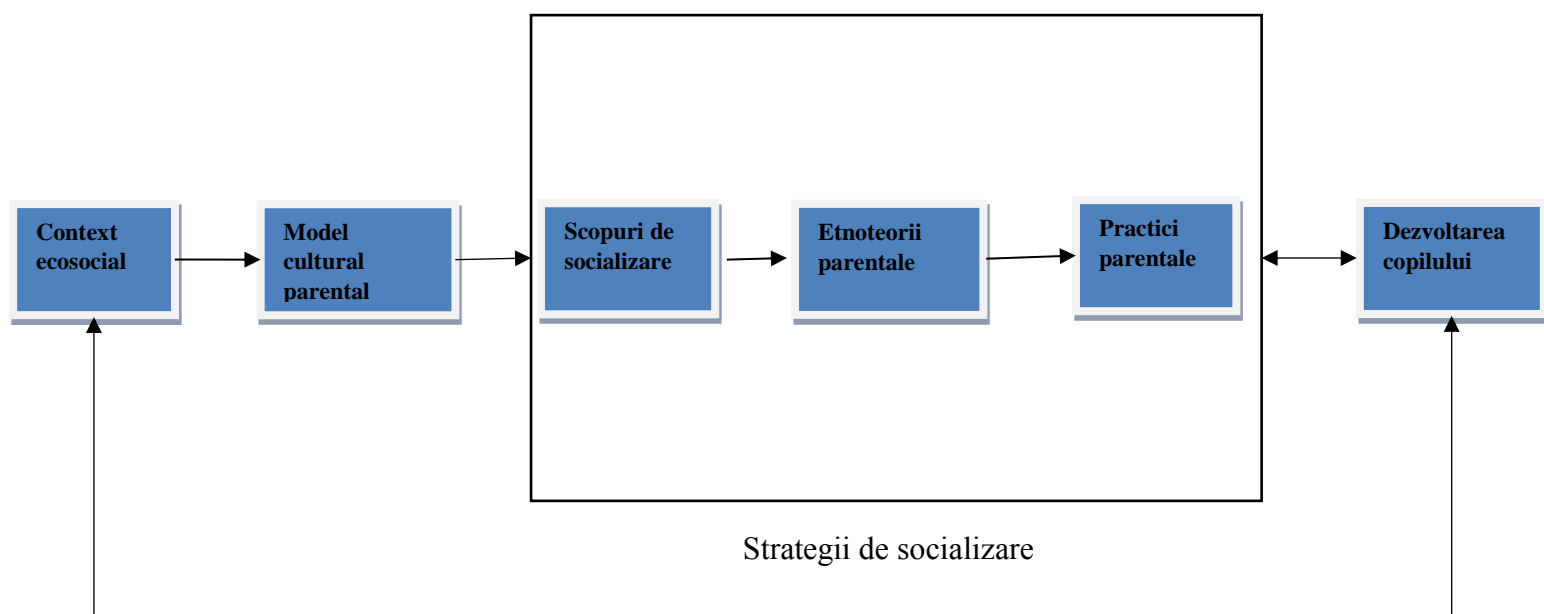 Context
ecosocial
Model
cultural
parental
Scopuri de
socializare
Etnoteorii
parentale
Practici
parentale
Dezvoltarea
copilului
Strategii de socializare